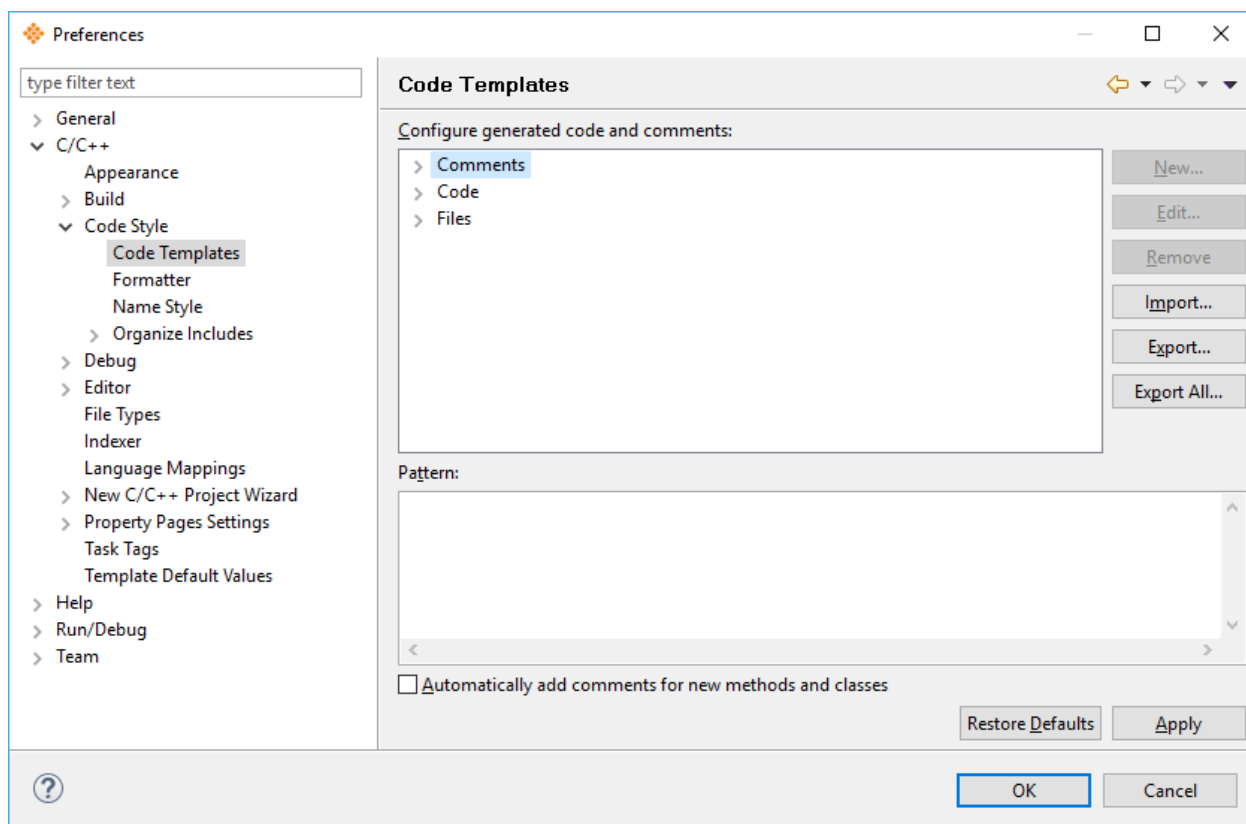 Preferences
type filter text
General
C/C++
Appearance
Build
Code Style
Code Templates
Formatter
Name Style
Organize Includes
Debug
Editor
File Types
Indexer
Language Mappings
New C/C++ Project Wizard
Property Pages Settings
Task Tags
Template Default Values
Help
Run/Debug
Team
Code Templates
Configure generated code and comments:
Comments
Code
Files
New...
Edit...
Remove
Import...
Export...
Export All...
Pattern:
Automatically add comments for new methods and classes
Restore Defaults
Apply
?
OK
Cancel